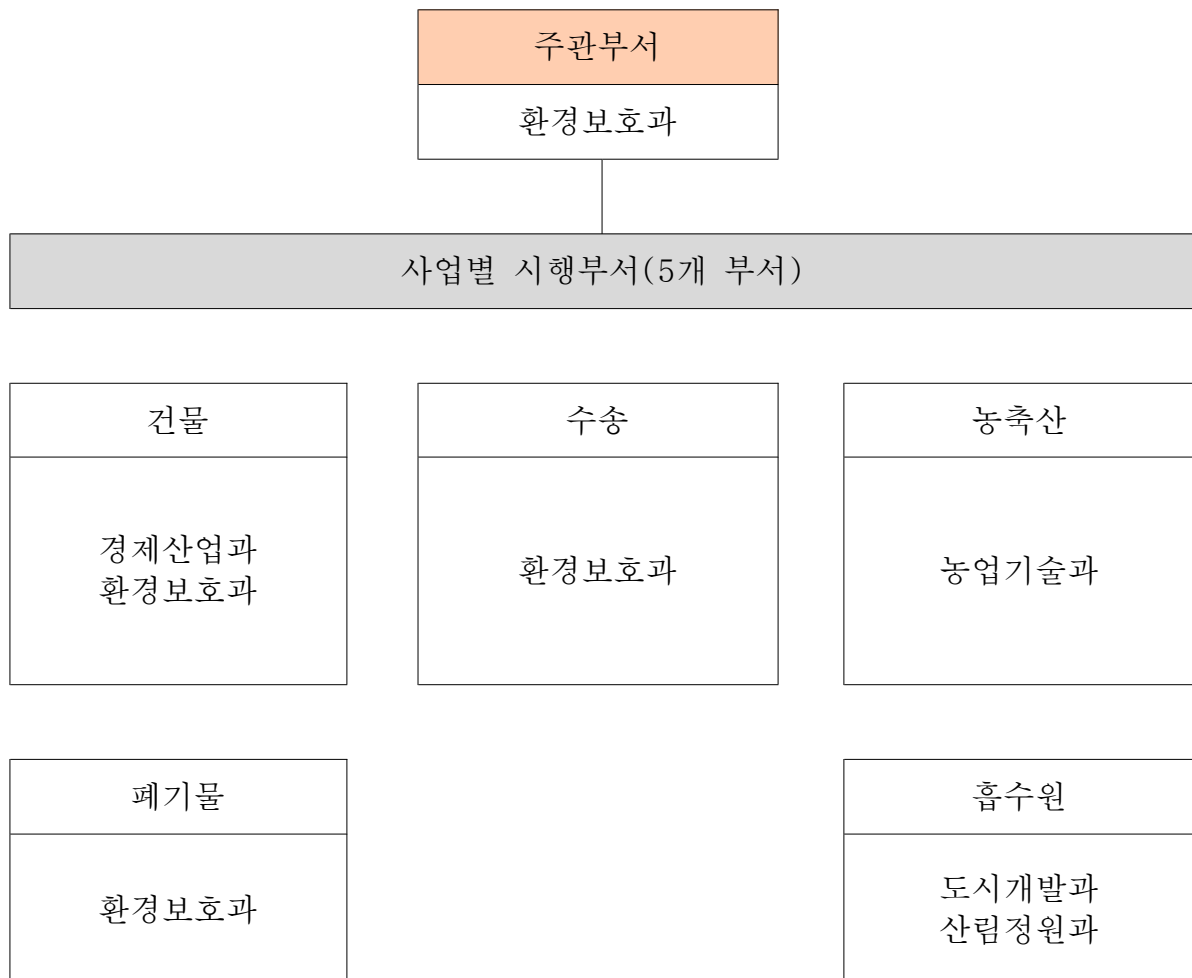 주관부서
환경보호과
사업별 시행부서(5개 부서)
건물
경제산업과
환경보호과
수송
환경보호과
농축산
농업기술과
폐기물
환경보호과
흡수원
도시개발과
산림정원과